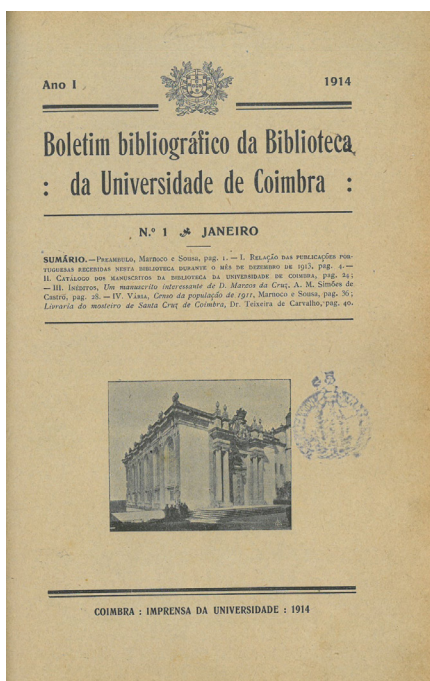 Ano I
1914
Boletim bibliográfico da Biblioteca
: da Universidade de Coimbra :
N.º 1 JANEIRO
SUMÁRIO.—PREAMBULO, Marnoco e Sousa, pag. 1.—I. RELAÇÃO DAS PUBLICAÇÕES POR-
TUGUESAS RECEBIDAS NESTA BIBLIOTECA DURANTE O MÊS DE DEZEMBRO DE 1913, pag. 4.—
II. CATÁLOGO DOS MANUSCRITOS DA BIBLIOTECA DA UNIVERSIDADE DE COIMBRA, pag. 24;
— III. INÉDITOS, Um manuscrito interessante de D. Marcos da Cruz, A. M. Simões de
Castro, pag. 28.—IV. VÁRIA, Censo da população de 1911, Marnoco e Sousa, pag. 36;
Livraria do mosteiro de Santa Cruz de Coimbra, Dr. Teixeira de Carvalho, pag. 40.
COIMBRA : IMPRENSA DA UNIVERSIDADE : 1914